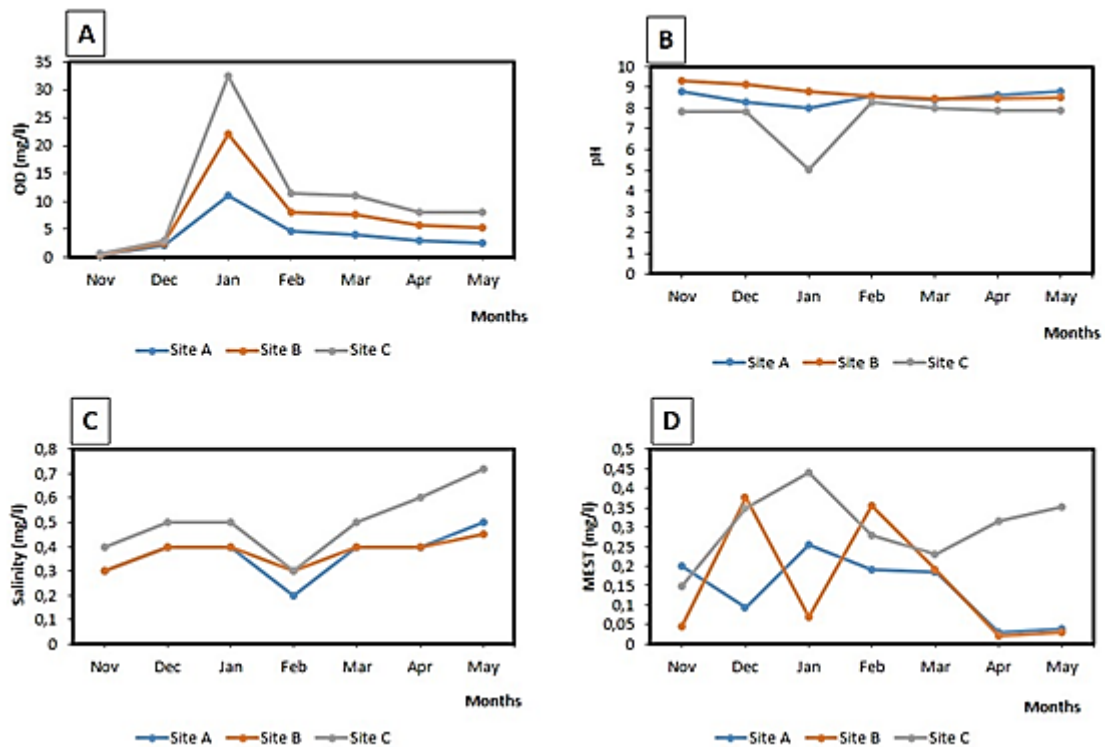 A
OD (mg/l)
35
30
25
20
15
10
5
0
Nov Dec Jan Feb Mar Apr May
Months
Site A Site B Site C
B
pH
10
9
8
7
6
5
4
3
2
1
0
Nov Dec Jan Feb Mar Apr May
Months
Site A Site B Site C
C
Salinity (mg/l)
0,8
0,7
0,6
0,5
0,4
0,3
0,2
0,1
0
Nov Dec Jan Feb Mar Apr May
Months
Site A Site B Site C
D
MEST (mg/l)
0,5
0,45
0,4
0,35
0,3
0,25
0,2
0,15
0,1
0,05
0
Nov Dec Jan Feb Mar Apr May
Months
Site A Site B Site C